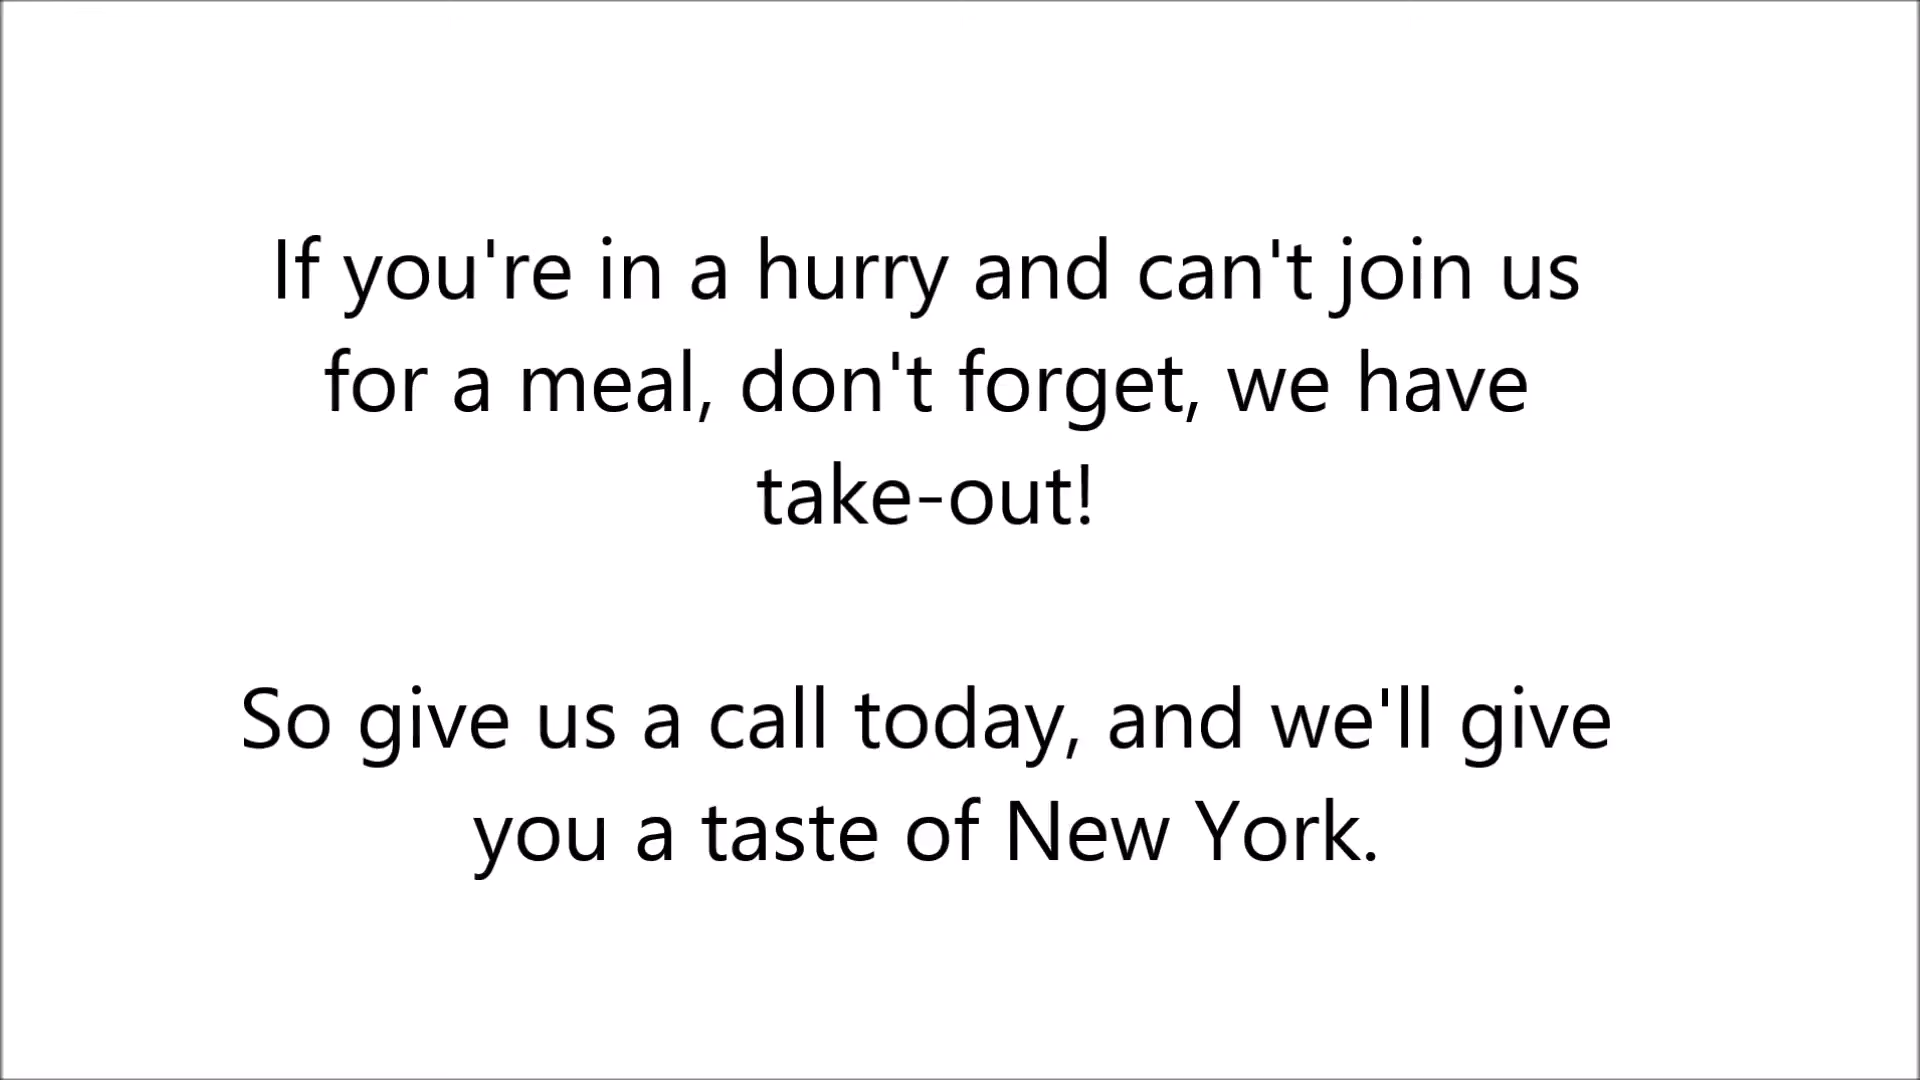 If you're in a hurry and can't join us
for a meal, don't forget, we have
take-out!
So give us a call today, and we'll give
you a taste of New York.